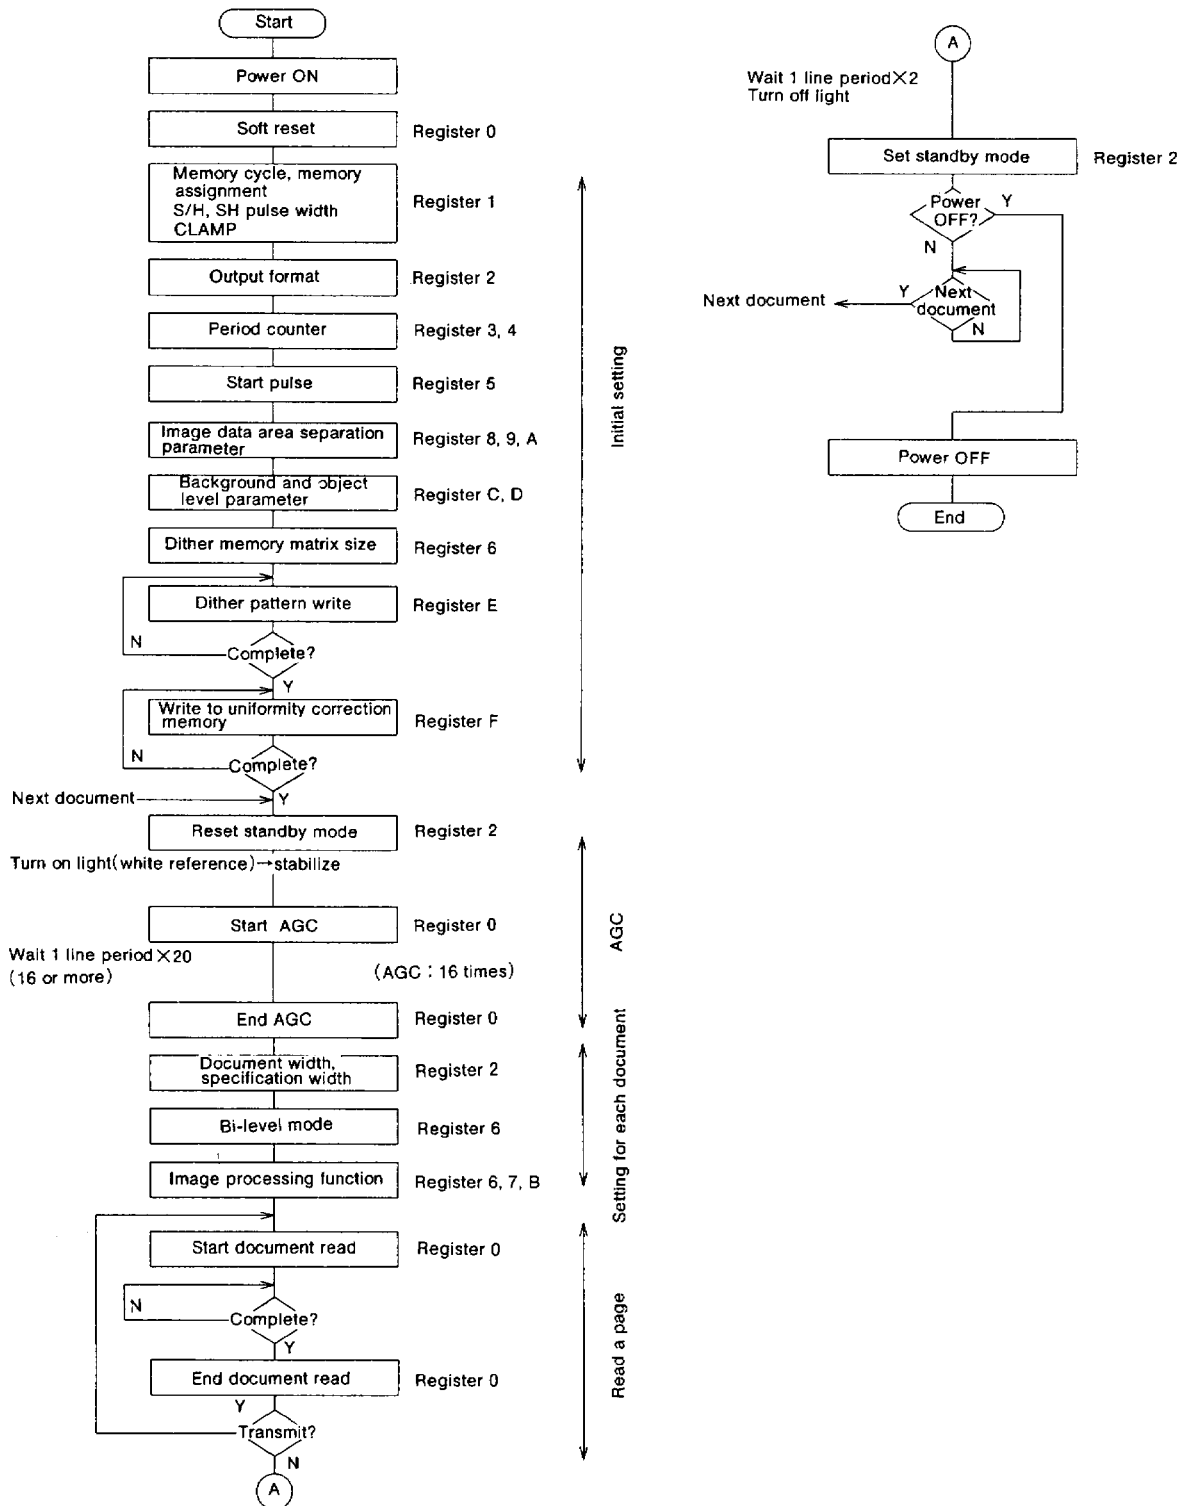 Start
Power ON
Soft reset
Register 0
Memory cycle, memory
assignment
S/H, SH pulse width
CLAMP
Register 1
Output format
Register 2
Period counter
Register 3, 4
Start pulse
Register 5
Image data area separation
parameter
Register 8, 9, A
Background and object
level parameter
Register C, D
Dither memory matrix size
Register 6
Dither pattern write
Register E
N
Complete?
Y
Write to uniformity correction
memory
Register F
N
Complete?
Next document
Y
Initial setting
Reset standby mode
Register 2
Turn on light(white reference)→stabilize
Start AGC
Register 0
Wait 1 line period×20
(16 or more)
(AGC : 16 times)
End AGC
Register 0
AGC
Document width,
specification width
Register 2
Bi-level mode
Register 6
Image processing function
Register 6, 7, B
Setting for each document
Start document read
Register 0
N
Complete?
Y
End document read
Register 0
Y
Transmit?
N
A
Read a page
A
Wait 1 line period×2
Turn off light
Set standby mode
Register 2
Power
OFF?
Y
N
Next document
Y
Next
document
N
Power OFF
End